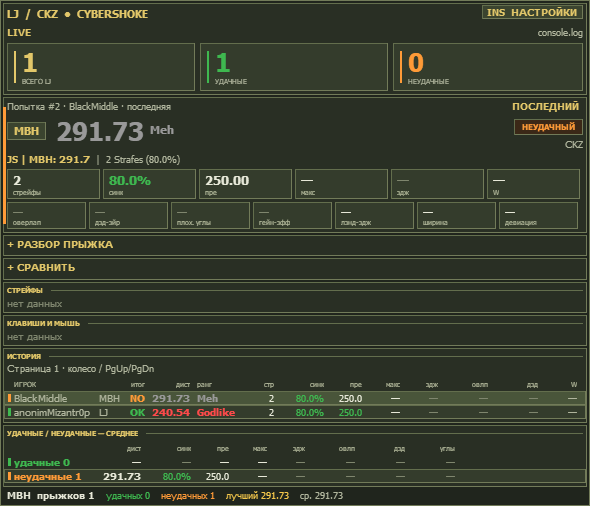 LJ / CKZ • CYBERSHOKE
INS НАСТРОЙКИ
LIVE
console.log
1
ВСЕГО LJ
1
УДАЧНЫЕ
0
НЕУДАЧНЫЕ
Попытка #2 · BlackMiddle · последняя
ПОСЛЕДНИЙ
MBH 291.73 Meh
НЕУДАЧНЫЙ
CKZ
JS | MBH: 291.7 | 2 Strafes (80.0%)
2 80.0% 250.00 — — —
стрейфы синк пре макс эдж W
— — — — — — —
оверлап дэд-эйр плох. углы гейн-эфф лэнд-эдж ширина девиация
+ РАЗБОР ПРЫЖКА
+ СРАВНИТЬ
СТРЕЙФЫ
нет данных
КЛАВИШИ И МЫШЬ
нет данных
ИСТОРИЯ
Страница 1 · колесо / PgUp/PgDn
ИГРОК итог дист ранг стр синк пре макс эдж овлп дэд W
BlackMiddle MBH NO 291.73 Meh 2 80.0% 250.0 — — — — —
anonimMizantr0p LJ OK 240.54 Godlike 2 80.0% 250.0 — — — — —
УДАЧНЫЕ / НЕУДАЧНЫЕ — СРЕДНЕЕ
дист синк пре макс эдж овлп дэд углы
удачные 0 — — — — — — — —
неудачные 1 291.73 80.0% 250.0 — — — — —
MBH прыжков 1 удачных 0 неудачных 1 лучший 291.73 ср. 291.73